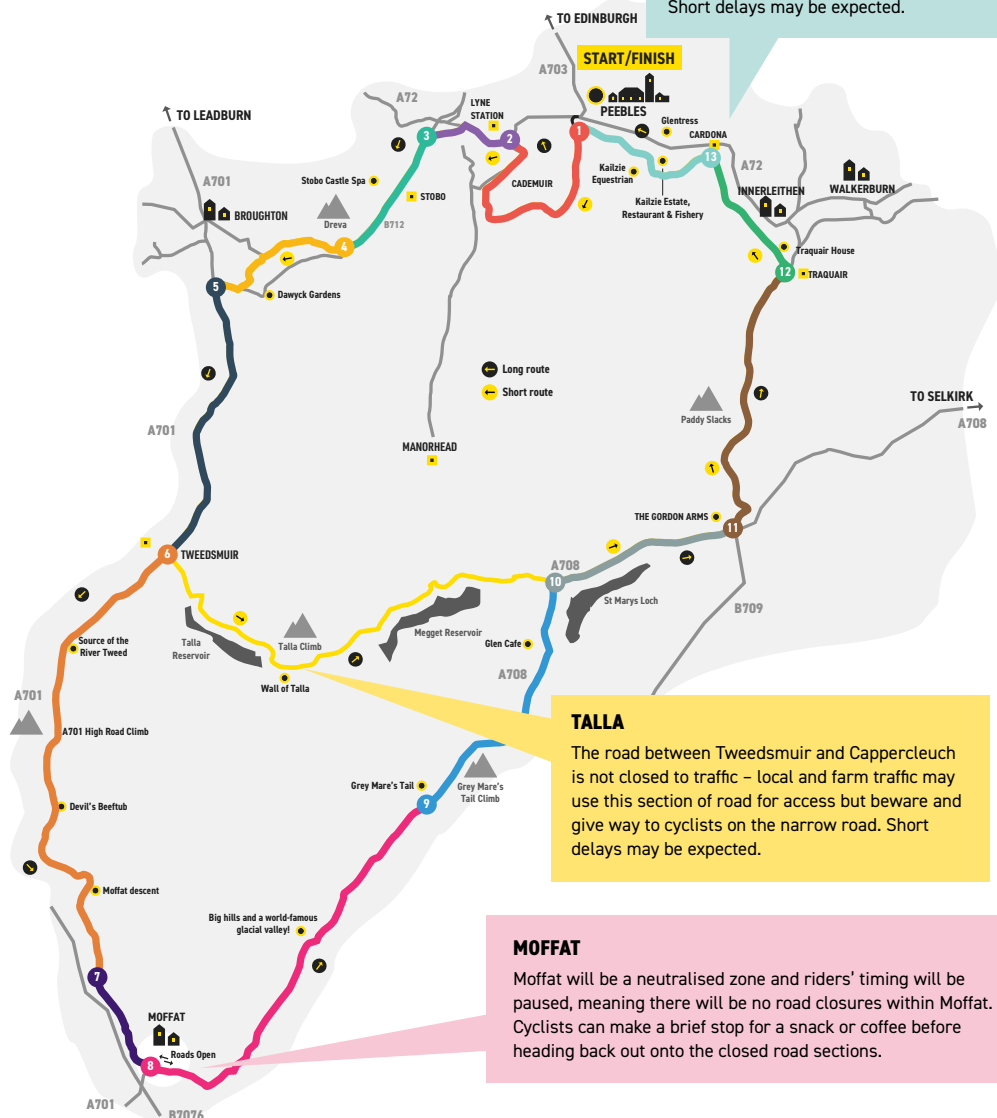 Short delays may be expected.
TO EDINBURGH
START/FINISH
A703
PEEBLES
A72
LYNE
STATION
TO LEADBURN
Glentress
CARDONA
3
2
1
13
A72
Kailzie
Equestrian
Kailzie Estate,
Restaurant & Fishery
INNERLEITHEN
WALKERBURN
A701
Stobo Castle Spa
STOBO
CADEMUIR
BROUGHTON
Dreva
B712
4
Traquair House
12
TRAQUAIR
5
Dawyck Gardens
Long route
Short route
TO SELKIRK
A708
A701
Paddy Slacks
MANORHEAD
THE GORDON ARMS
11
6
TWEEDSMUIR
A708
10
St Marys Loch
B709
Talla
Reservoir
Talla Climb
Megget Reservoir
Glen Cafe
Source of the
River Tweed
Wall of Talla
A708
A701
A701 High Road Climb
TALLA
The road between Tweedsmuir and Cappercleuch
is not closed to traffic – local and farm traffic may
use this section of road for access but beware and
give way to cyclists on the narrow road. Short
delays may be expected.
Grey Mare's Tail
9
Grey Mare's
Tail Climb
Devil's Beeftub
Moffat descent
Big hills and a world-famous
glacial valley!
7
MOFFAT
Roads Open
8
A701
B7076
MOFFAT
Moffat will be a neutralised zone and riders' timing will be
paused, meaning there will be no road closures within Moffat.
Cyclists can make a brief stop for a snack or coffee before
heading back out onto the closed road sections.